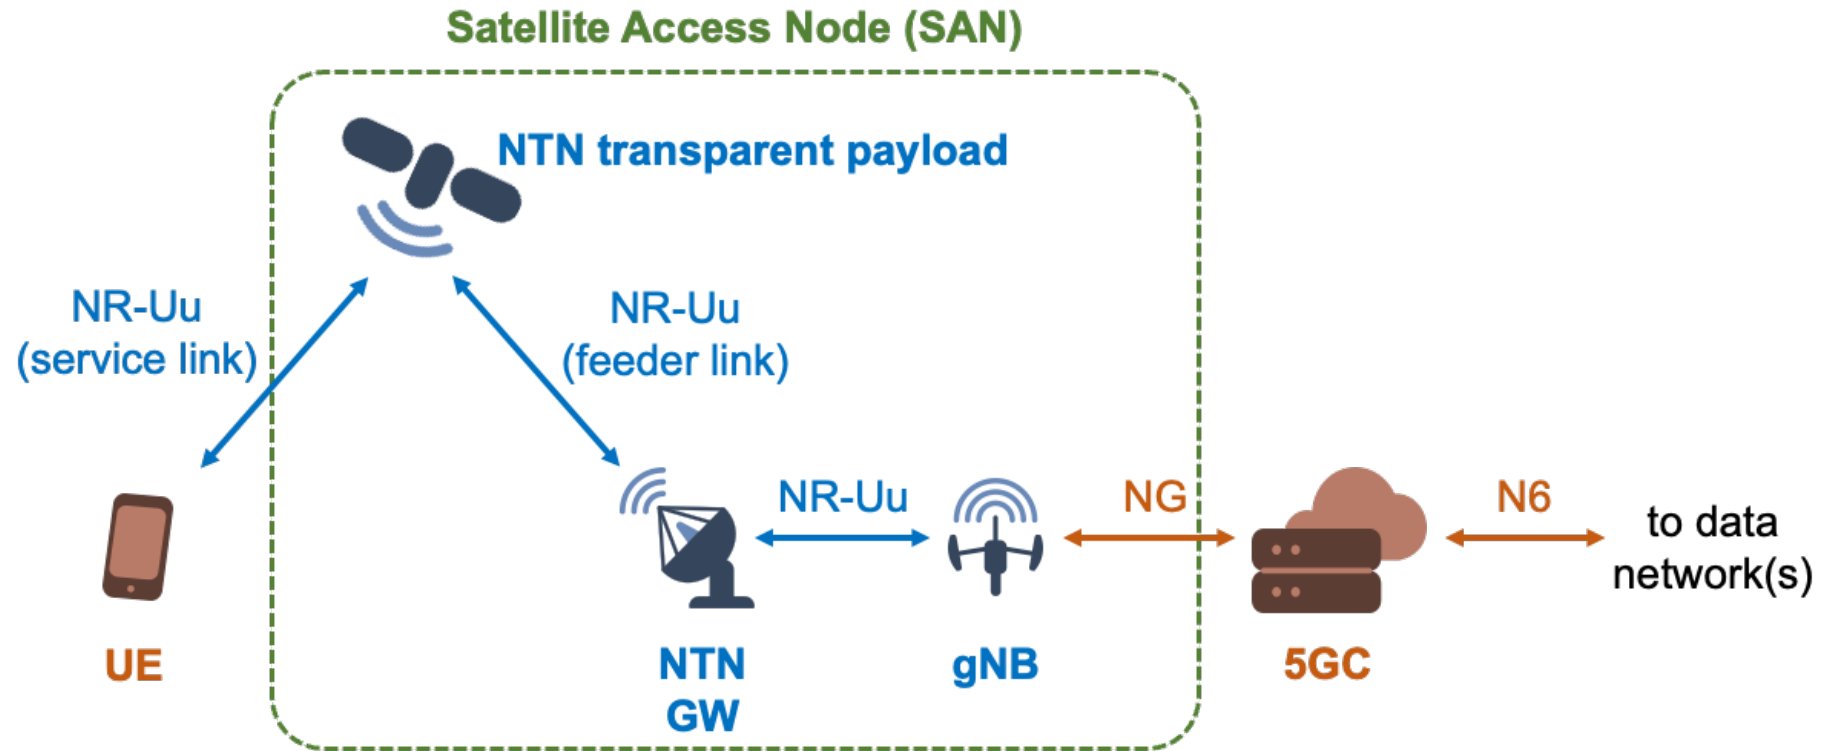 Satellite Access Node (SAN)
NTN transparent payload
NR-Uu
(service link)
NR-Uu
(feeder link)
NR-Uu
NG
N6
to data
network(s)
UE
NTN
GW
gNB
5GC